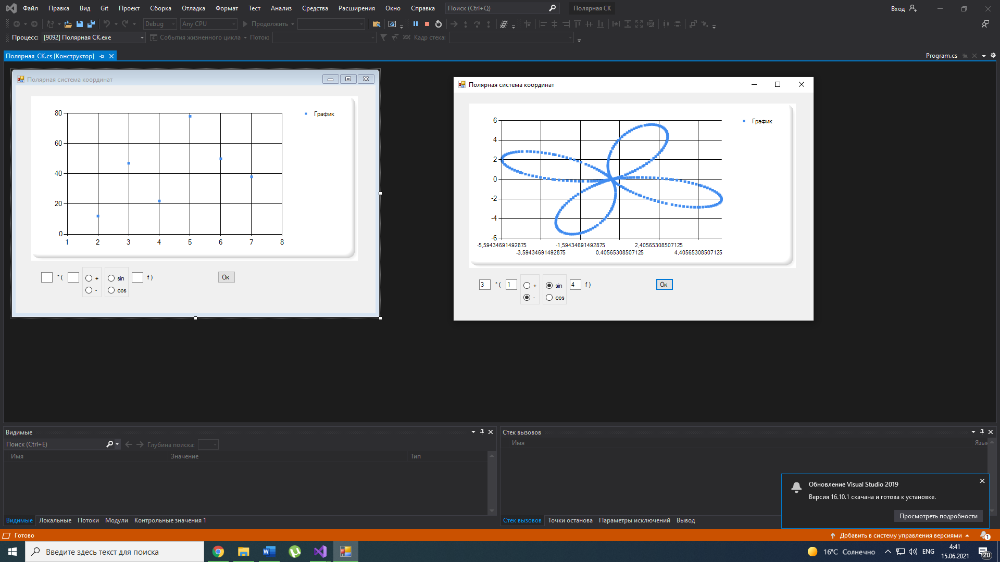 Файл Правка Вид Git Проект Сборка Отладка Формат Тест Анализ Средства Расширения Окно Справка Поиск (Ctrl+Q) Полярная СК Вход
Debug Any CPU Продолжить
Процесс: [9092] Полярная СК.exe События жизненного цикла Поток: Кадр стека:
Полярная_СК.cs [Конструктор] Program.cs
Полярная система координат
80
60
40
20
0
1 2 3 4 5 6 7 8
График
* ( + - sin cos f ) Ок
Полярная система координат
6
4
2
0
-2
-4
-6
-5,59434691492875 -1,59434691492875 2,40565308507125
-3,59434691492875 0,40565308507125 4,40565308507125
График
3 * ( 1 + - sin cos 4 f ) Ок
Видимые
Поиск (Ctrl+E) Глубина поиска:
Имя Значение Тип
Видимые Локальные Потоки Модули Контрольные значения 1
Стек вызовов
Имя Язык
Стек вызовов Точки останова Параметры исключений Вывод
Обновление Visual Studio 2019
Версия 16.10.1 скачана и готова к установке.
Просмотреть подробности
Готово Добавить в систему управления версиями 1
Введите здесь текст для поиска
16°C Солнечно ENG
4:41
15.06.2021
20